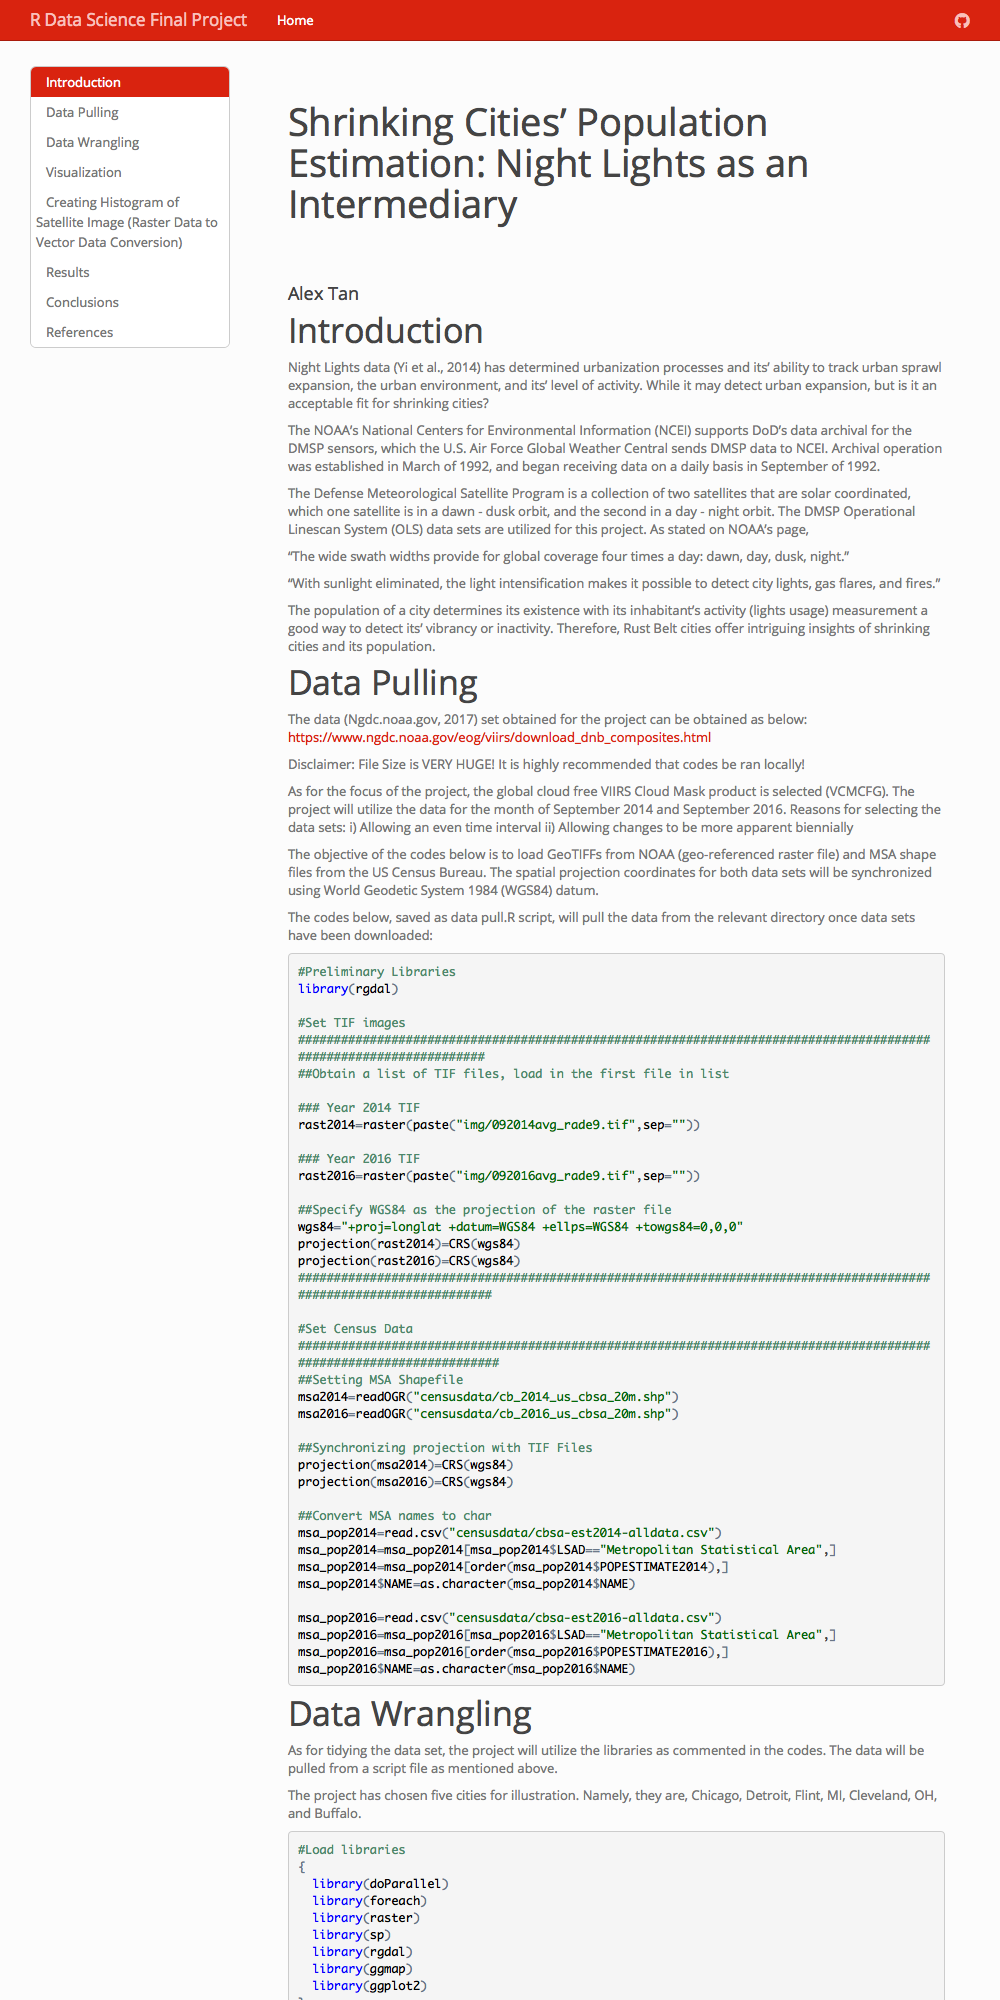 R Data Science Final Project
Home
Introduction
Data Pulling
Data Wrangling
Visualization
Creating Histogram of
Satellite Image (Raster Data to
Vector Data Conversion)
Results
Conclusions
References
Shrinking Cities’ Population
Estimation: Night Lights as an
Intermediary
Alex Tan
Introduction
Night Lights data (Yi et al., 2014) has determined urbanization processes and its’ ability to track urban sprawl
expansion, the urban environment, and its’ level of activity. While it may detect urban expansion, but is it an
acceptable fit for shrinking cities?
The NOAA’s National Centers for Environmental Information (NCEI) supports DoD’s data archival for the
DMSP sensors, which the U.S. Air Force Global Weather Central sends DMSP data to NCEI. Archival operation
was established in March of 1992, and began receiving data on a daily basis in September of 1992.
The Defense Meteorological Satellite Program is a collection of two satellites that are solar coordinated,
which one satellite is in a dawn - dusk orbit, and the second in a day - night orbit. The DMSP Operational
Linescan System (OLS) data sets are utilized for this project. As stated on NOAA’s page,
“The wide swath widths provide for global coverage four times a day: dawn, day, dusk, night.”
“With sunlight eliminated, the light intensification makes it possible to detect city lights, gas flares, and fires.”
The population of a city determines its existence with its inhabitant’s activity (lights usage) measurement a
good way to detect its’ vibrancy or inactivity. Therefore, Rust Belt cities offer intriguing insights of shrinking
cities and its population.
Data Pulling
The data (Ngdc.noaa.gov, 2017) set obtained for the project can be obtained as below:
https://www.ngdc.noaa.gov/eog/viirs/download_dnb_composites.html
Disclaimer: File Size is VERY HUGE! It is highly recommended that codes be ran locally!
As for the focus of the project, the global cloud free VIIRS Cloud Mask product is selected (VCMCFG). The
project will utilize the data for the month of September 2014 and September 2016. Reasons for selecting the
data sets: i) Allowing an even time interval ii) Allowing changes to be more apparent biennially
The objective of the codes below is to load GeoTIFFs from NOAA (geo-referenced raster file) and MSA shape
files from the US Census Bureau. The spatial projection coordinates for both data sets will be synchronized
using World Geodetic System 1984 (WGS84) datum.
The codes below, saved as data pull.R script, will pull the data from the relevant directory once data sets
have been downloaded:
#Preliminary Libraries
library(rgdal)
#Set TIF images
########################################################################################
##########################
##Obtain a list of TIF files, load in the first file in list
### Year 2014 TIF
rast2014=raster(paste("img/092014avg_rade9.tif",sep=""))
### Year 2016 TIF
rast2016=raster(paste("img/092016avg_rade9.tif",sep=""))
##Specify WGS84 as the projection of the raster file
wgs84="+proj=longlat +datum=WGS84 +ellps=WGS84 +towgs84=0,0,0"
projection(rast2014)=CRS(wgs84)
projection(rast2016)=CRS(wgs84)
########################################################################################
###########################
#Set Census Data
########################################################################################
############################
##Setting MSA Shapefile
msa2014=readOGR("censusdata/cb_2014_us_cbsa_20m.shp")
msa2016=readOGR("censusdata/cb_2016_us_cbsa_20m.shp")
##Synchronizing projection with TIF Files
projection(msa2014)=CRS(wgs84)
projection(msa2016)=CRS(wgs84)
##Convert MSA names to char
msa_pop2014=read.csv("censusdata/cbsa-est2014-alldata.csv")
msa_pop2014=msa_pop2014[msa_pop2014$LSAD=="Metropolitan Statistical Area",]
msa_pop2014=msa_pop2014[order(msa_pop2014$POPESTIMATE2014),]
msa_pop2014$NAME=as.character(msa_pop2014$NAME)
msa_pop2016=read.csv("censusdata/cbsa-est2016-alldata.csv")
msa_pop2016=msa_pop2016[msa_pop2016$LSAD=="Metropolitan Statistical Area",]
msa_pop2016=msa_pop2016[order(msa_pop2016$POPESTIMATE2016),]
msa_pop2016$NAME=as.character(msa_pop2016$NAME)
Data Wrangling
As for tidying the data set, the project will utilize the libraries as commented in the codes. The data will be
pulled from a script file as mentioned above.
The project has chosen five cities for illustration. Namely, they are, Chicago, Detroit, Flint, MI, Cleveland, OH,
and Buffalo.
#Load libraries
{
library(doParallel)
library(foreach)
library(raster)
library(sp)
library(rgdal)
library(ggmap)
library(ggplot2)